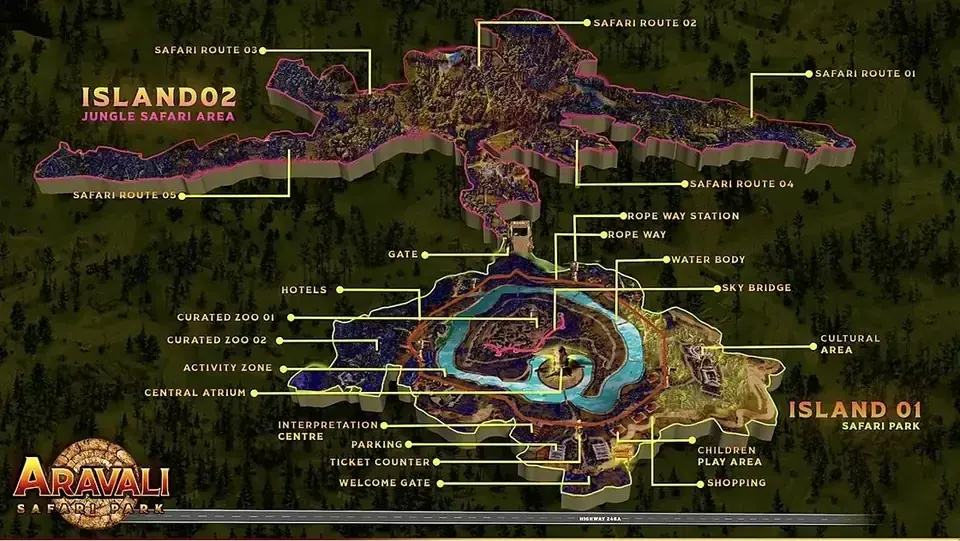 SAFARI ROUTE 02
SAFARI ROUTE 03
SAFARI ROUTE 01
ISLAND02
JUNGLE SAFARI AREA
SAFARI ROUTE 05
SAFARI ROUTE 04
ROPE WAY STATION
ROPE WAY
GATE
WATER BODY
HOTELS
SKY BRIDGE
CURATED ZOO 01
CURATED ZOO 02
CULTURAL
AREA
ACTIVITY ZONE
CENTRAL ATRIUM
ISLAND 01
SAFARI PARK
INTERPRETATION
CENTRE
PARKING
CHILDREN
PLAY AREA
TICKET COUNTER
WELCOME GATE
SHOPPING
ARAVALI
SAFARI PARK
HIGHWAY 248A